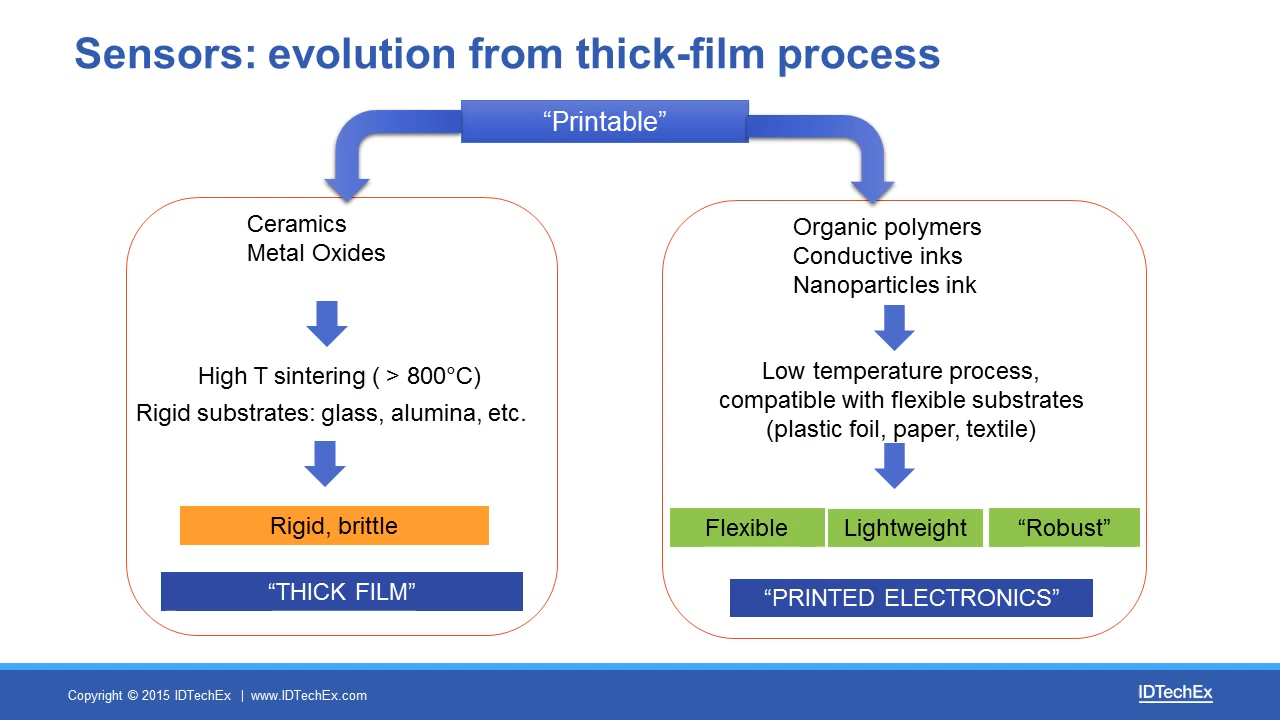 Sensors: evolution from thick-film process
“Printable”
Ceramics
Metal Oxides
High T sintering ( > 800°C)
Rigid substrates: glass, alumina, etc.
Rigid, brittle
“THICK FILM”
Organic polymers
Conductive inks
Nanoparticles ink
Low temperature process,
compatible with flexible substrates
(plastic foil, paper, textile)
Flexible
Lightweight
“Robust”
“PRINTED ELECTRONICS”
Copyright © 2015 IDTechEx | www.IDTechEx.com
IDTechEx